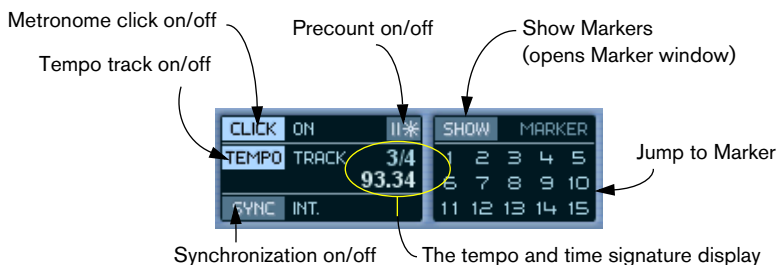 Metronome click on/off
Precount on/off
Show Markers
(opens Marker window)
Tempo track on/off
CLICK ON
SHOW MARKER
TEMPO TRACK 3/4
93.34
1 2 3 4 5
6 7 8 9 10
11 12 13 14 15
Jump to Marker
SYNC INT.
Synchronization on/off
The tempo and time signature display